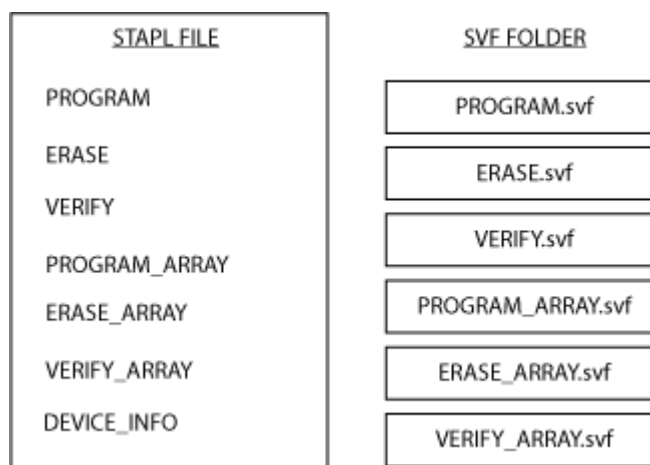 STAPL FILE
PROGRAM
ERASE
VERIFY
PROGRAM_ARRAY
ERASE_ARRAY
VERIFY_ARRAY
DEVICE_INFO
SVF FOLDER
PROGRAM.svf
ERASE.svf
VERIFY.svf
PROGRAM_ARRAY.svf
ERASE_ARRAY.svf
VERIFY_ARRAY.svf